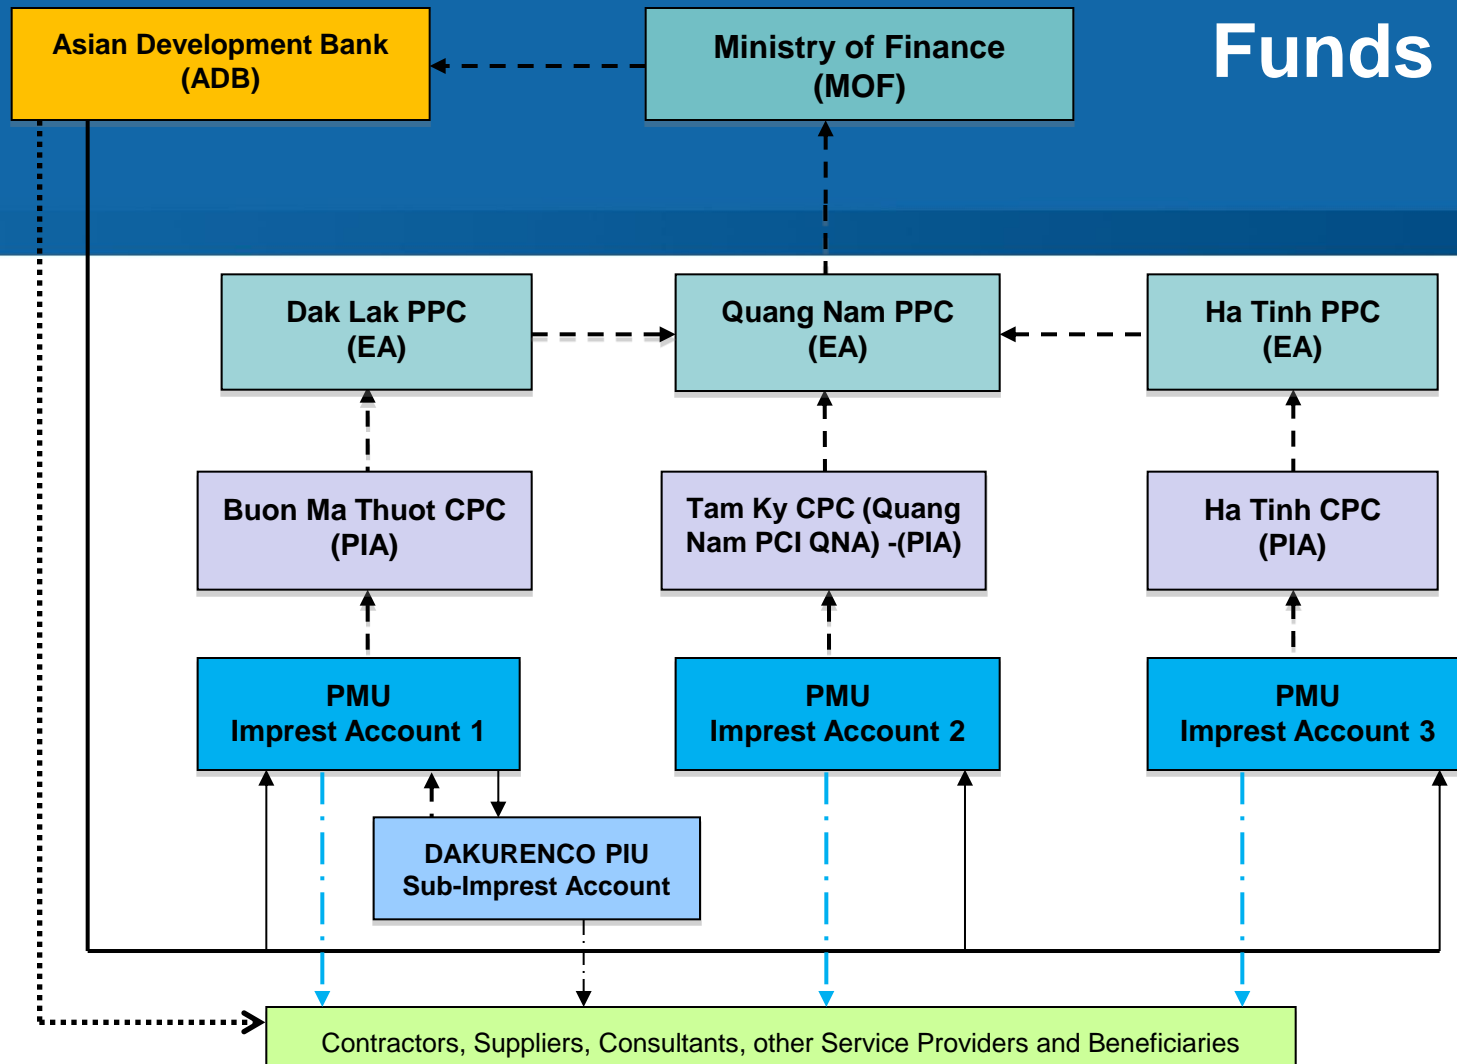 Funds
Asian Development Bank
(ADB)
Ministry of Finance
(MOF)
Dak Lak PPC
(EA)
Quang Nam PPC
(EA)
Ha Tinh PPC
(EA)
Buon Ma Thuot CPC
(PIA)
Tam Ky CPC (Quang
Nam PCI QNA) -(PIA)
Ha Tinh CPC
(PIA)
PMU
Imprest Account 1
PMU
Imprest Account 2
PMU
Imprest Account 3
DAKURENCO PIU
Sub-Imprest Account
Contractors, Suppliers, Consultants, other Service Providers and Beneficiaries